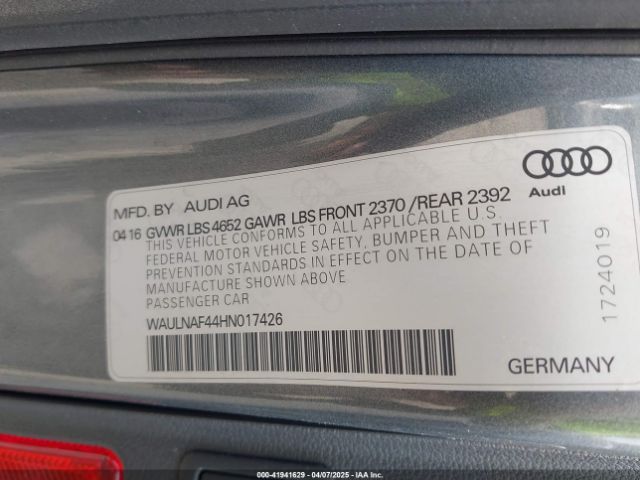 MFD. BY AUDI AG
04 16 GVWR LBS 4652 GAWR LBS FRONT 2370 /REAR 2392
THIS VEHICLE CONFORMS TO ALL APPLICABLE U.S.
FEDERAL MOTOR VEHICLE SAFETY, BUMPER AND THEFT
PREVENTION STANDARDS IN EFFECT ON THE DATE OF
MANUFACTURE SHOWN ABOVE
PASSENGER CAR
WAULNAF44HN017426
Audi
1724019
GERMANY
000-41941629 - 04/07/2025 - IAAI.COM